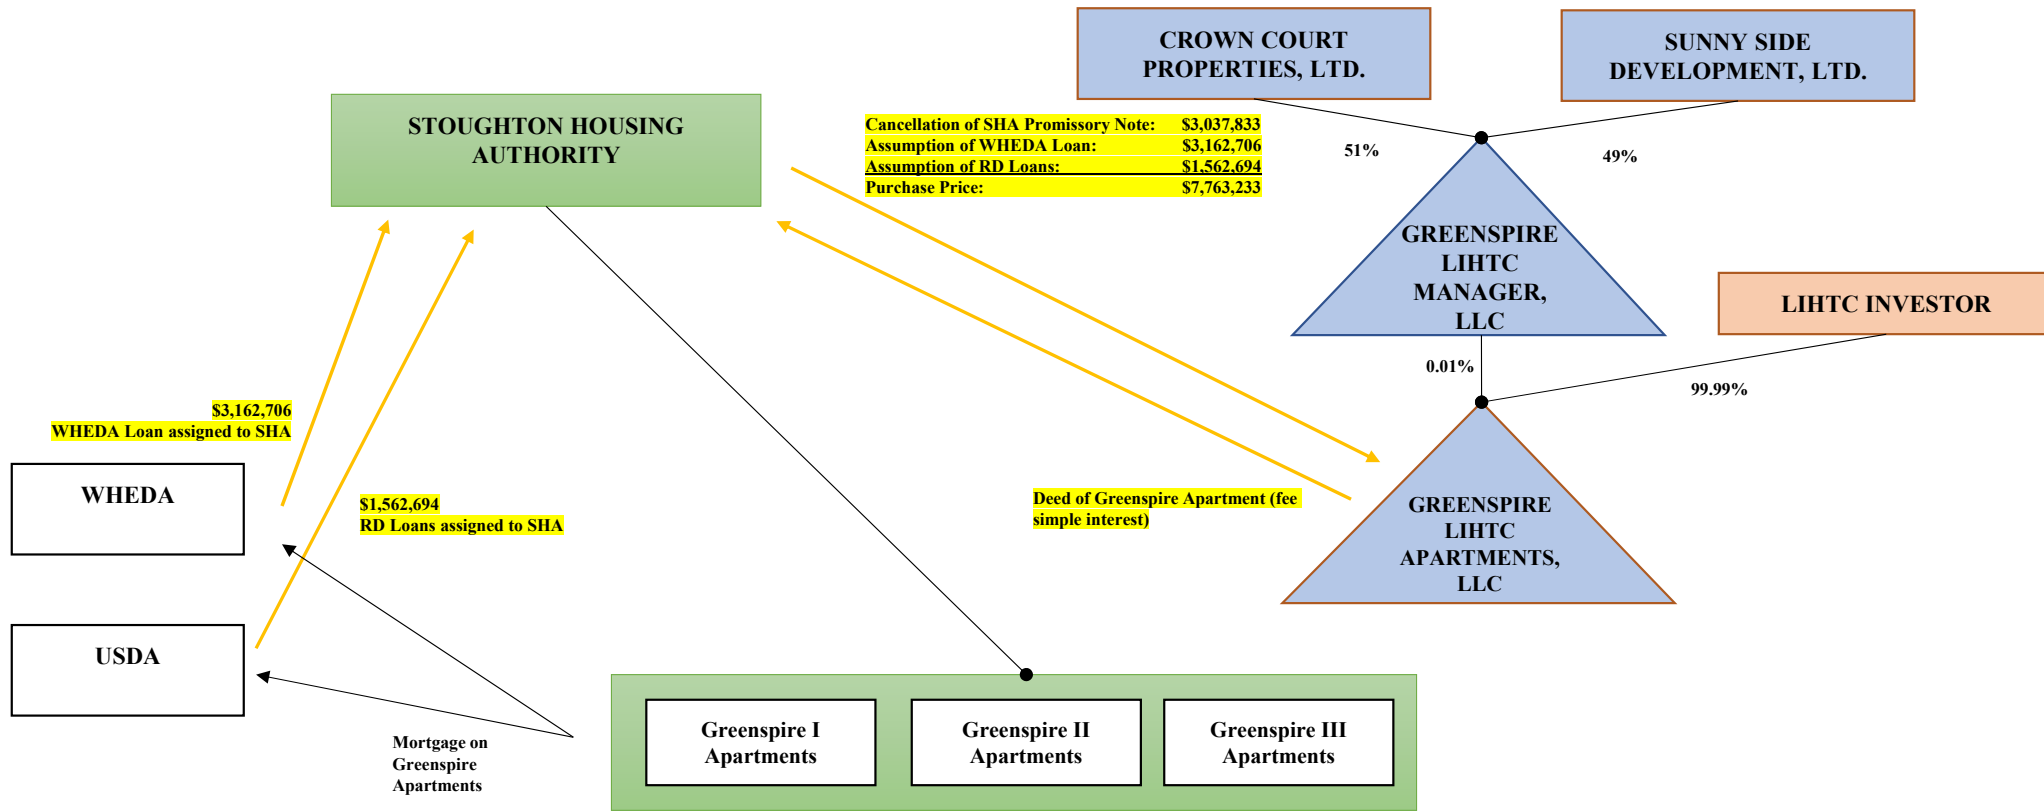 CROWN COURT
PROPERTIES, LTD.
SUNNY SIDE
DEVELOPMENT, LTD.
STOUGHTON HOUSING
AUTHORITY
Cancellation of SHA Promissory Note: $3,037,833
Assumption of WHEDA Loan: $3,162,706
Assumption of RD Loans: $1,562,694
Purchase Price: $7,763,233
51%
49%
GREENSPIRE
LIHTC
MANAGER,
LLC
LIHTC INVESTOR
0.01%
99.99%
$3,162,706
WHEDA Loan assigned to SHA
WHEDA
$1,562,694
RD Loans assigned to SHA
Deed of Greenspire Apartment (fee
simple interest)
GREENSPIRE
LIHTC
APARTMENTS,
LLC
USDA
Mortgage on
Greenspire
Apartments
Greenspire I
Apartments
Greenspire II
Apartments
Greenspire III
Apartments